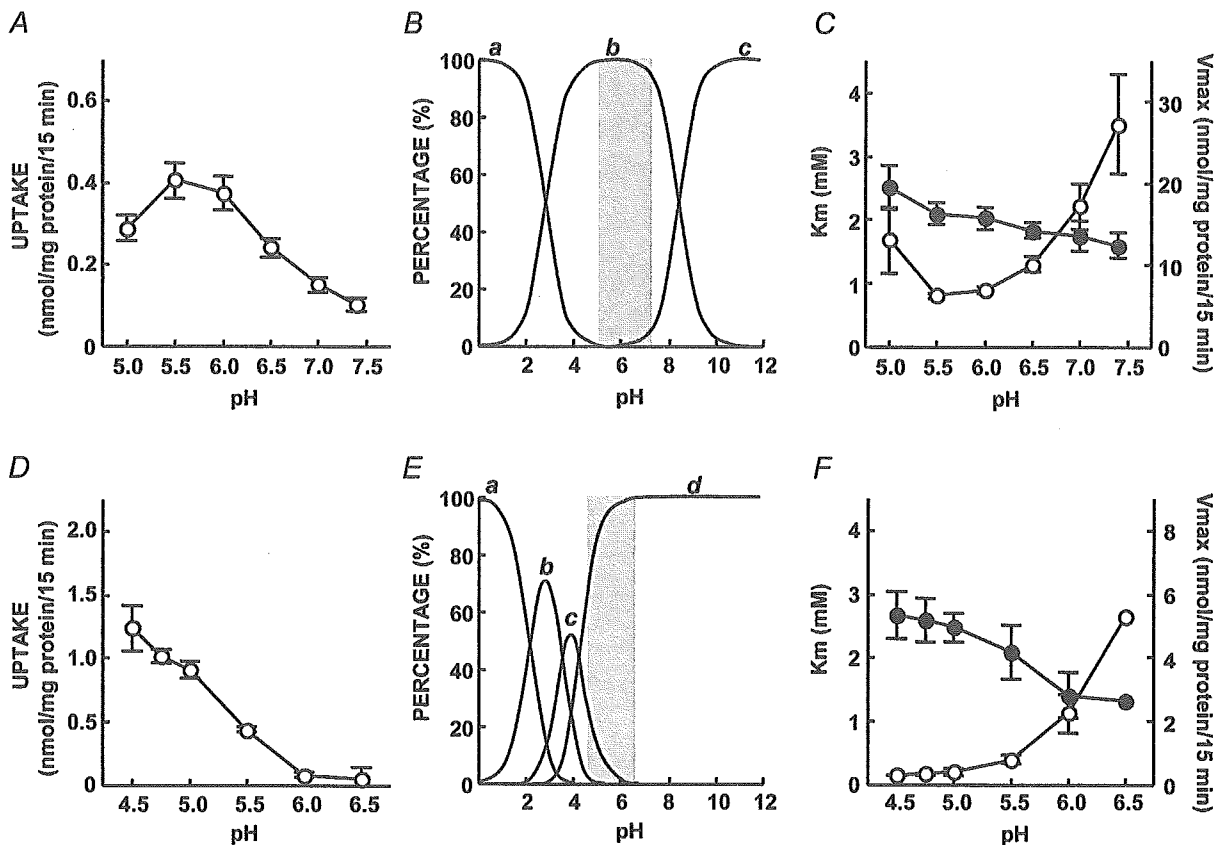 A
UPTAKE
(nmol/mg protein/15 min)
0.6
0.4
0.2
0
5.0 5.5 6.0 6.5 7.0 7.5
pH
B
PERCENTAGE (%)
a b c
100
80
60
40
20
0
2 4 6 8 10 12
pH
C
Km (mM)
4
3
2
1
0
Vmax (nmol/mg protein/15 min)
30
20
10
0
5.0 5.5 6.0 6.5 7.0 7.5
pH
D
UPTAKE
(nmol/mg protein/15 min)
2.0
1.5
1.0
0.5
0
4.5 5.0 5.5 6.0 6.5
pH
E
PERCENTAGE (%)
a d
b
c
100
80
60
40
20
0
2 4 6 8 10 12
pH
F
Km (mM)
4
3
2
1
0
Vmax (nmol/mg protein/15 min)
8
6
4
2
0
4.5 5.0 5.5 6.0 6.5
pH